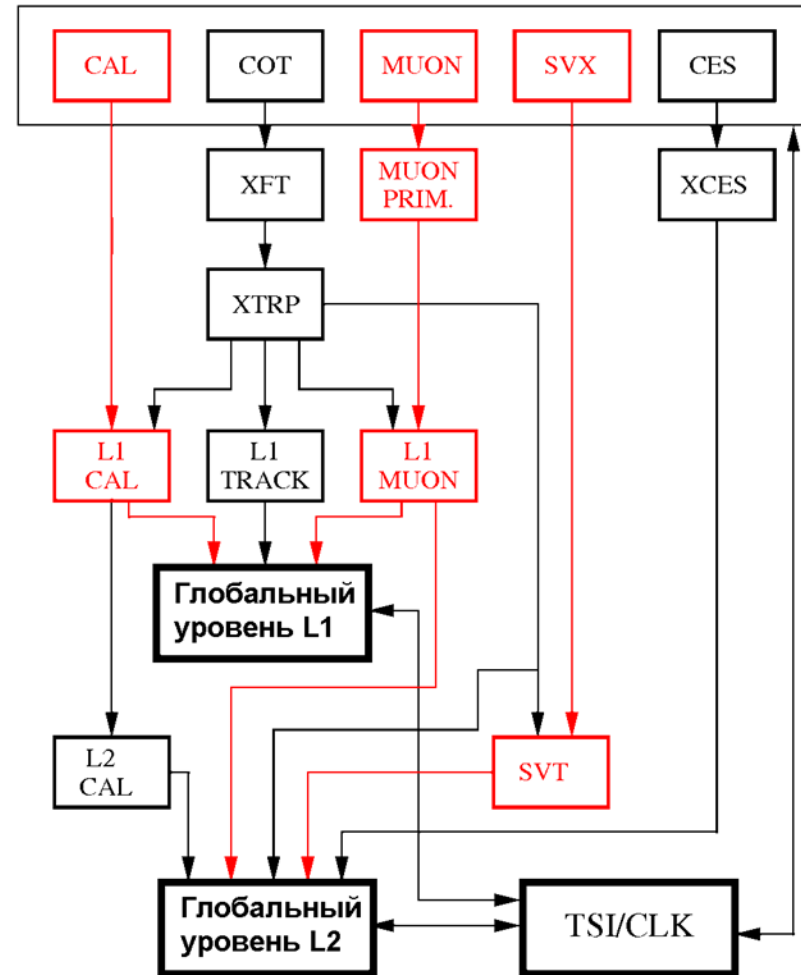 CAL
COT
MUON
SVX
CES
XFT
MUON
PRIM.
XCES
XTRP
L1
CAL
L1
TRACK
L1
MUON
Глобальный
уровень L1
L2
CAL
SVT
Глобальный
уровень L2
TSI/CLK